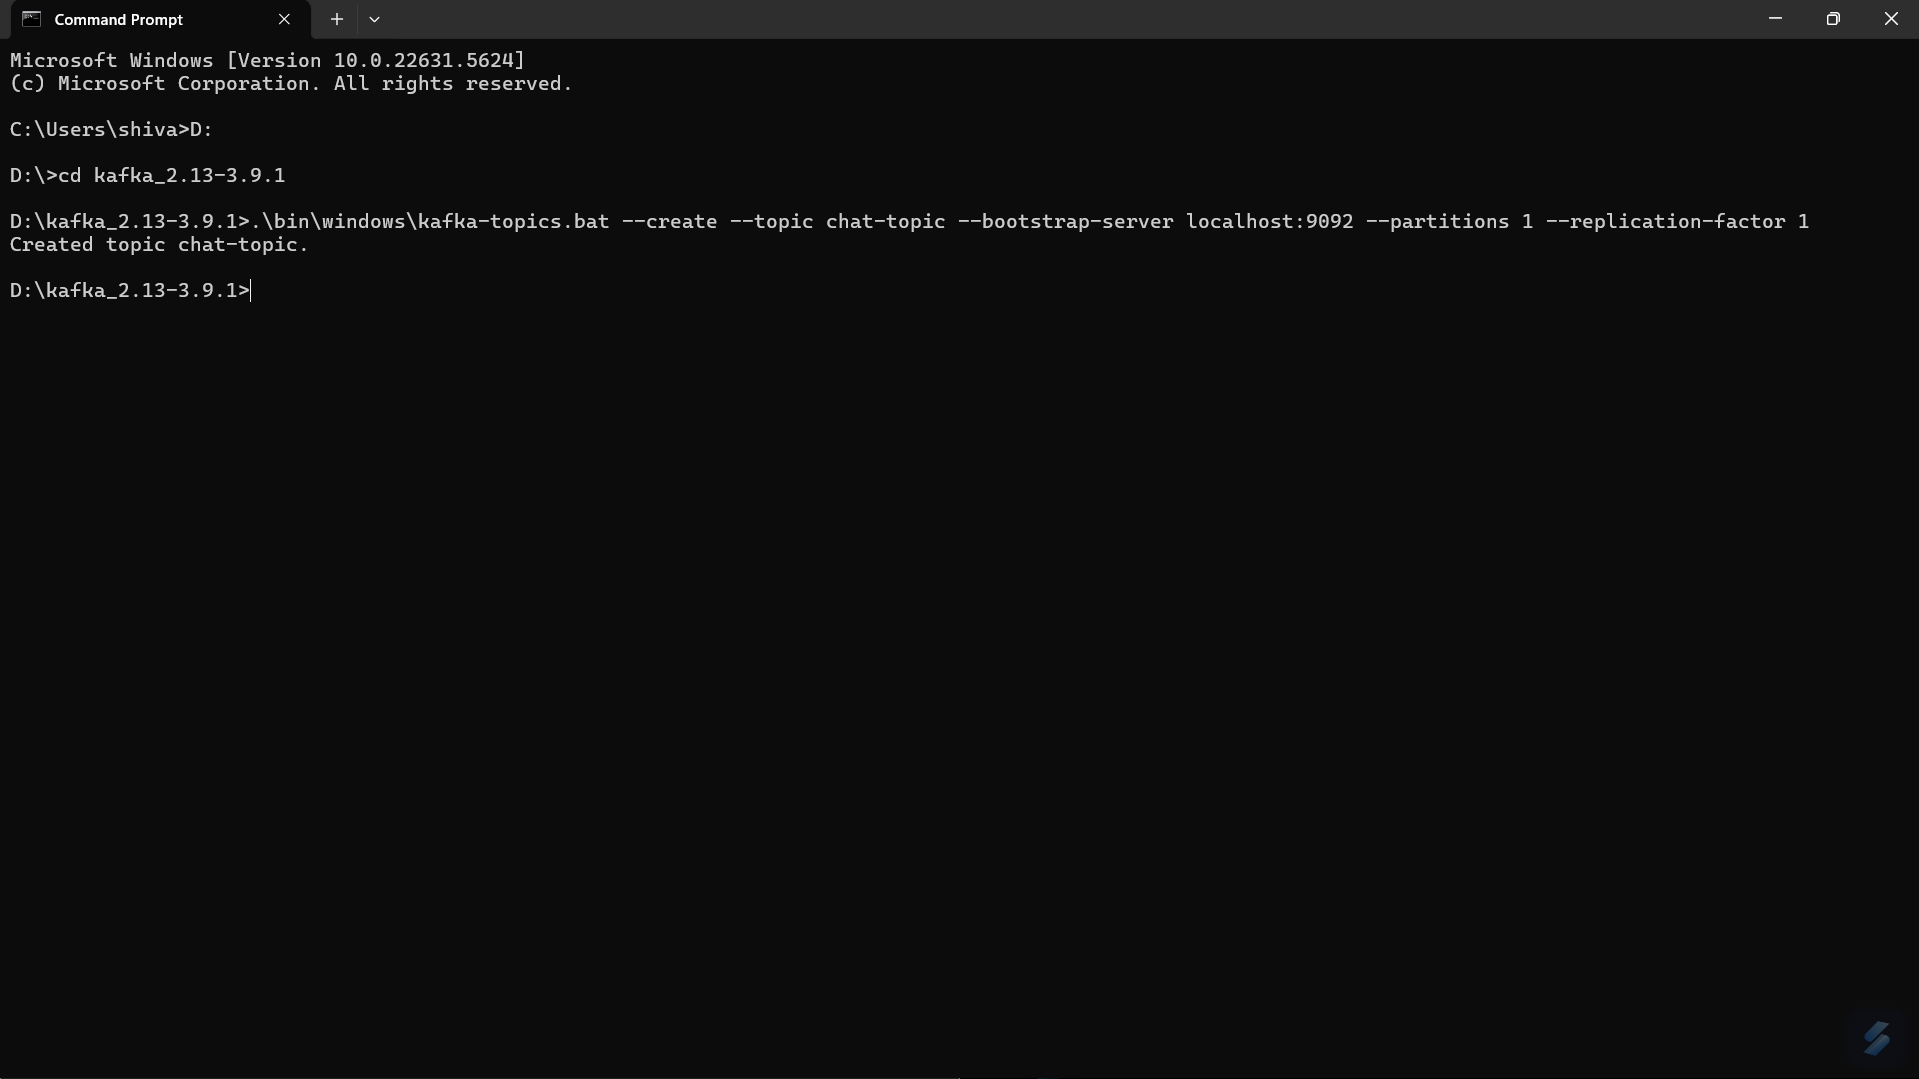 Command Prompt
Microsoft Windows [Version 10.0.22631.5624]
(c) Microsoft Corporation. All rights reserved.
C:\Users\shiva>D:
D:\>cd kafka_2.13-3.9.1
D:\kafka_2.13-3.9.1>.\bin\windows\kafka-topics.bat --create --topic chat-topic --bootstrap-server localhost:9092 --partitions 1 --replication-factor 1
Created topic chat-topic.
D:\kafka_2.13-3.9.1>